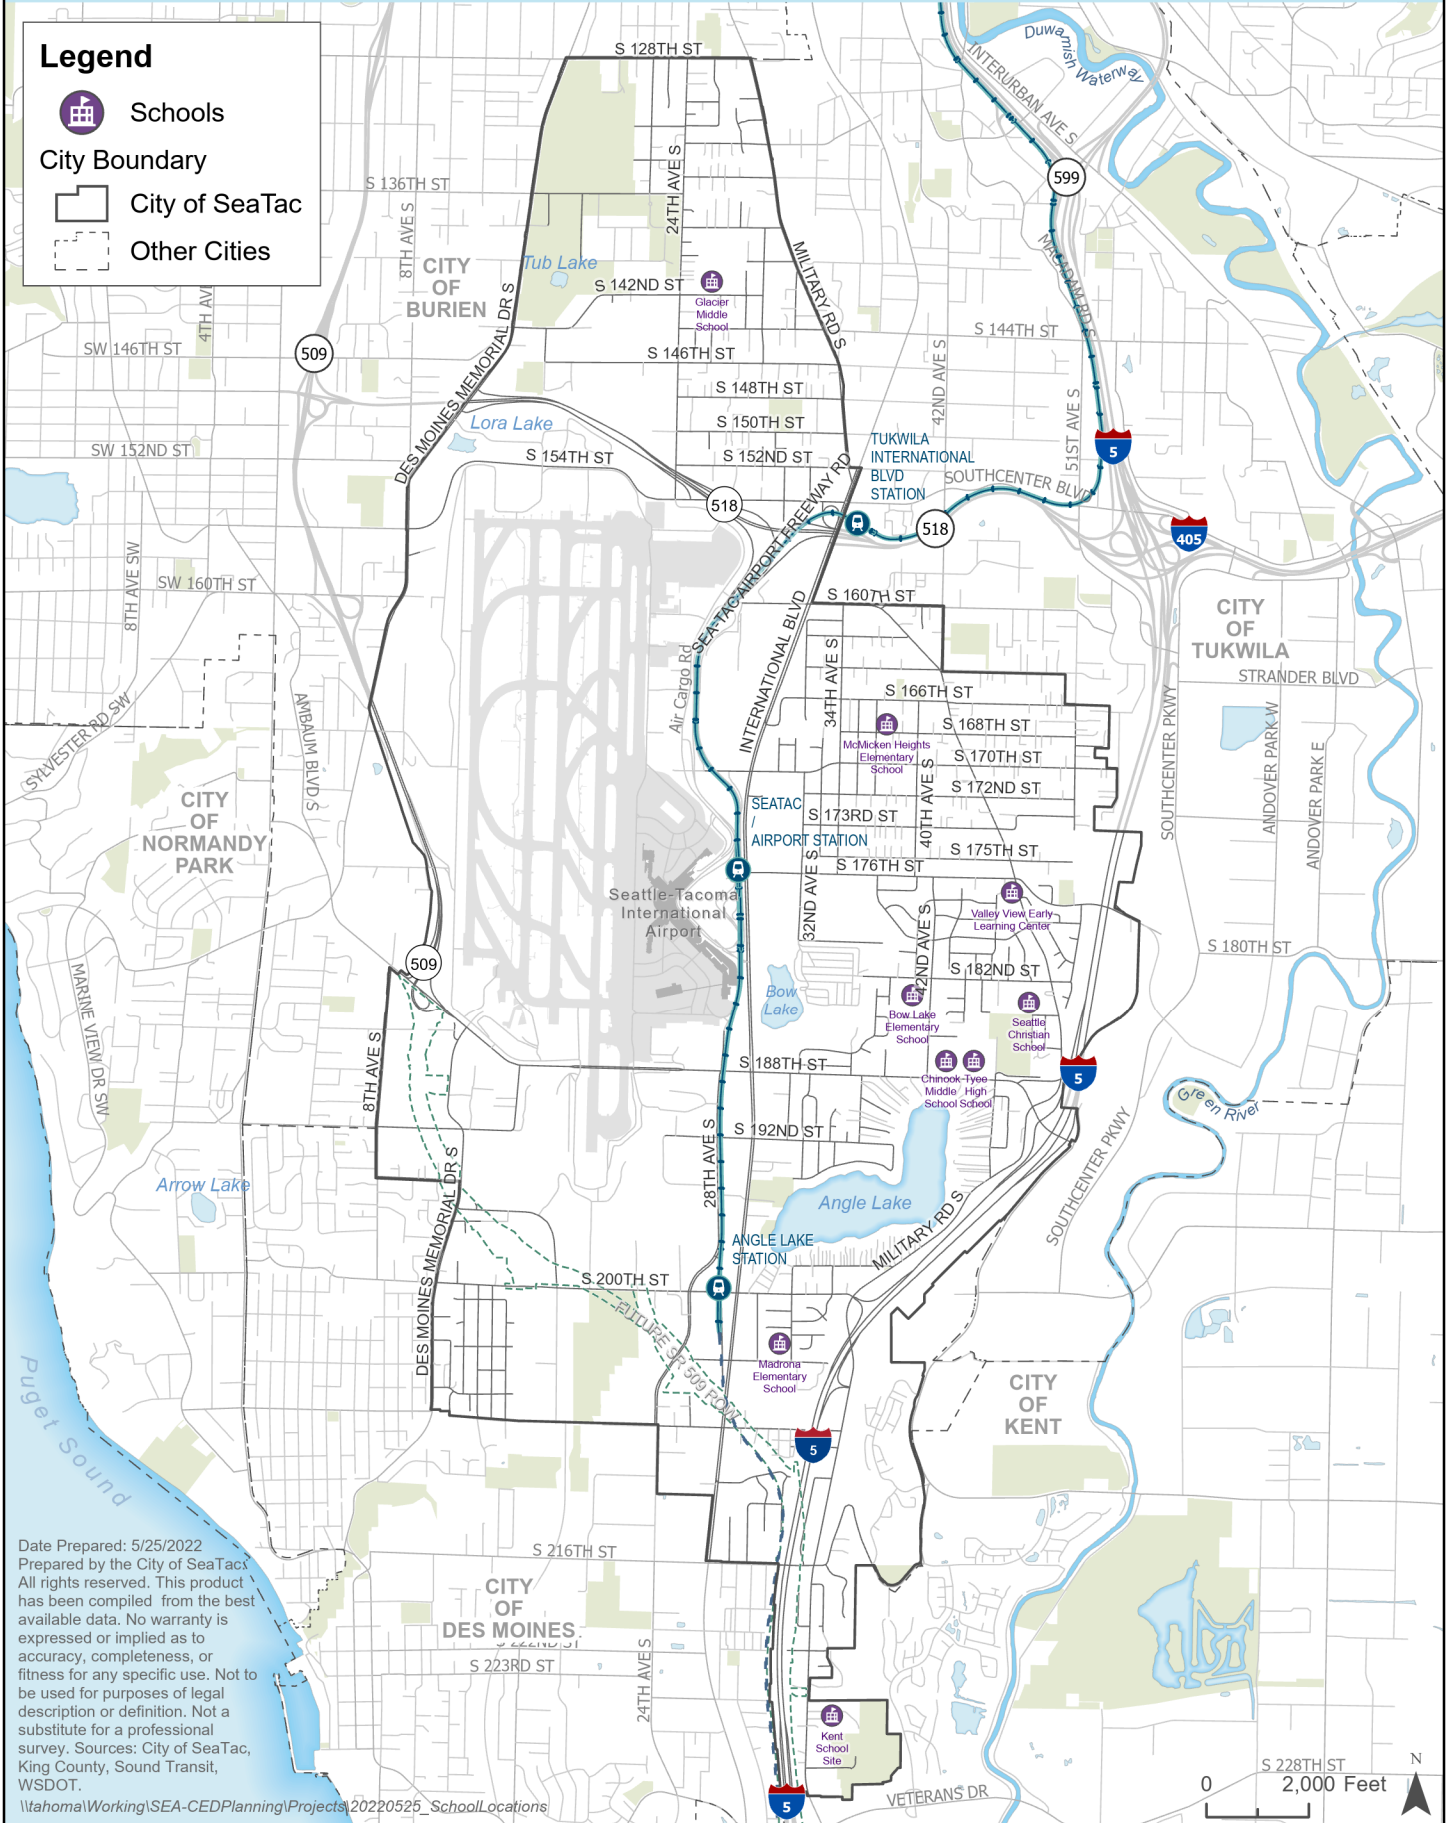 Legend
Schools
City Boundary
City of SeaTac
Other Cities
S 128TH ST
Duwamish Waterway
INTERURBAN AVE S
599
S 136TH ST
8TH AVE S
24TH AVE S
CITY
OF
BURIEN
Tub Lake
S 142ND ST
Glacier
Middle
School
MILITARY RD S
MACADAM RD S
4TH AVE
DES MOINES MEMORIAL DR S
S 144TH ST
SW 146TH ST
509
S 146TH ST
42ND AVE S
S 148TH ST
51ST AVE S
Lora Lake
S 150TH ST
TUKWILA
INTERNATIONAL
BLVD
STATION
SW 152ND ST
S 154TH ST
S 152ND ST
5
SOUTHCENTER BLVD
518
518
405
SEA-TAC AIRPORT FREEWAY RD
8TH AVE SW
SW 160TH ST
S 160TH ST
CITY
OF
TUKWILA
STRANDER BLVD
INTERNATIONAL BLVD
Air Cargo Rd
34TH AVE S
S 166TH ST
SYLVESTER RD SW
AMBAUM BLVD S
McMicken Heights
Elementary
School
S 168TH ST
S 170TH ST
SOUTHCENTER PKWY
ANDOVER PARK W
ANDOVER PARK E
CITY
OF
NORMANDY
PARK
SEATAC
/
AIRPORT STATION
S 172ND ST
S 173RD ST
40TH AVE S
S 175TH ST
S 176TH ST
Seattle-Tacoma
International
Airport
32ND AVE S
Valley View Early
Learning Center
42ND AVE S
S 180TH ST
509
S 182ND ST
MARINE VIEW DR SW
Bow
Lake
Bow Lake
Elementary
School
Seattle
Christian
School
8TH AVE S
S 188TH ST
Chinook
Middle
School
Tyee
High
School
5
Green River
S 192ND ST
28TH AVE S
SOUTHCENTER PKWY
Arrow Lake
Angle Lake
MILITARY RD S
DES MOINES MEMORIAL DR S
ANGLE LAKE
STATION
S 200TH ST
FUTURE SR 509 ROW
Madrona
Elementary
School
CITY
OF
KENT
Puget Sound
5
S 216TH ST
CITY
OF
DES MOINES
S 222ND ST
S 223RD ST
24TH AVE S
Kent
School
Site
5
VETERANS DR
S 228TH ST
Date Prepared: 5/25/2022
Prepared by the City of SeaTac.
All rights reserved. This product
has been compiled from the best
available data. No warranty is
expressed or implied as to
accuracy, completeness, or
fitness for any specific use. Not to
be used for purposes of legal
description or definition. Not a
substitute for a professional
survey. Sources: City of SeaTac,
King County, Sound Transit,
WSDOT.
\\tahoma\Working\SEA-CEDPlanning\Projects\20220525_SchoolLocations
0
2,000 Feet
N